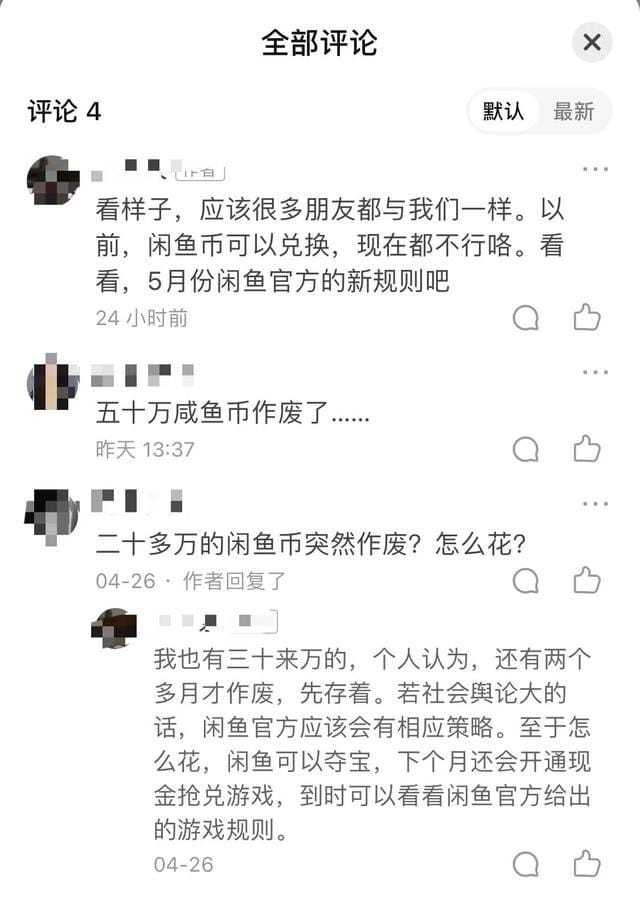 全部评论
评论 4
默认 最新
作者
看样子，应该很多朋友都与我们一样。以
前，闲鱼币可以兑换，现在都不行咯。看
看，5月份闲鱼官方的新规则吧
24 小时前
五十万咸鱼币作废了……
昨天 13:37
二十多万的闲鱼币突然作废？怎么花？
04-26 · 作者回复了
我也有三十来万的，个人认为，还有两个
多月才作废，先存着。若社会舆论大的
话，闲鱼官方应该会有相应策略。至于怎
么花，闲鱼可以夺宝，下个月还会开通现
金抢兑游戏，到时可以看看闲鱼官方给出
的游戏规则。
04-26